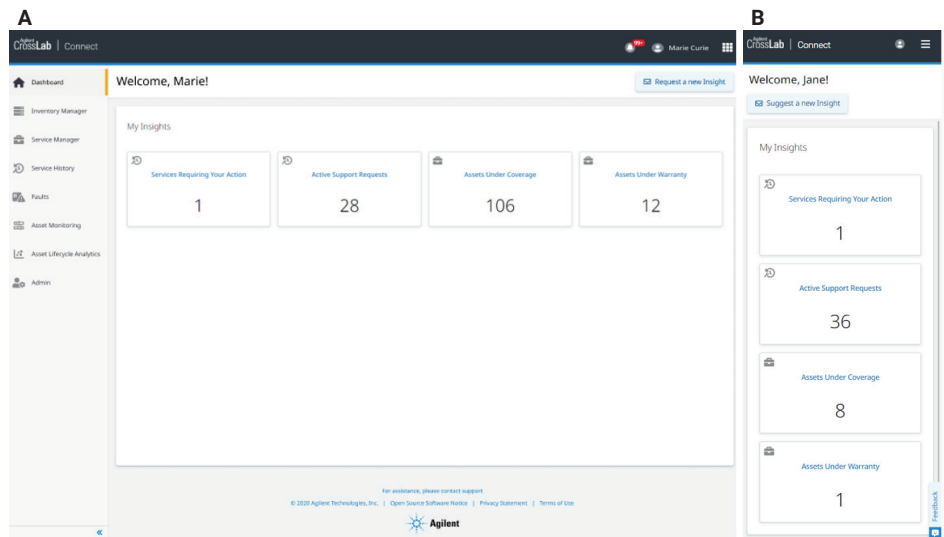 A
Agilent
CrossLab | Connect
99+
Marie Curie
Dashboard
Inventory Manager
Service Manager
Service History
Faults
Asset Monitoring
Asset Lifecycle Analytics
Admin
Welcome, Marie!
Request a new Insight
My Insights
Services Requiring Your Action
1
Active Support Requests
28
Assets Under Coverage
106
Assets Under Warranty
12
For assistance, please contact support
© 2020 Agilent Technologies, Inc. | Open Source Software Notice | Privacy Statement | Terms of Use
Agilent
B
Agilent
CrossLab | Connect
Welcome, Jane!
Suggest a new Insight
My Insights
Services Requiring Your Action
1
Active Support Requests
36
Assets Under Coverage
8
Assets Under Warranty
1
Feedback